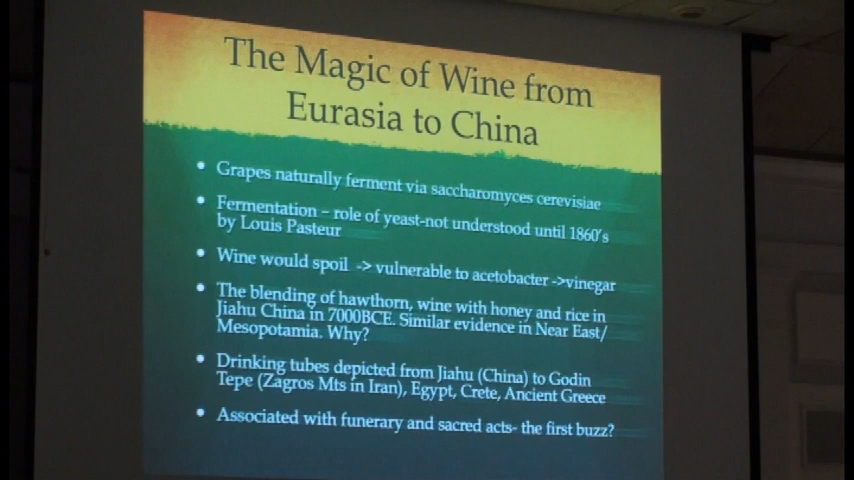 The Magic of Wine from
Eurasia to China
• Grapes naturally ferment via saccharomyces cerevisiae
• Fermentation – role of yeast-not understood until 1860's
by Louis Pasteur
• Wine would spoil -> vulnerable to acetobacter ->vinegar
• The blending of hawthorn, wine with honey and rice in
Jiahu China in 7000BCE. Similar evidence in Near East/
Mesopotamia. Why?
• Drinking tubes depicted from Jiahu (China) to Godin
Tepe (Zagros Mts in Iran), Egypt, Crete, Ancient Greece
• Associated with funerary and sacred acts- the first buzz?